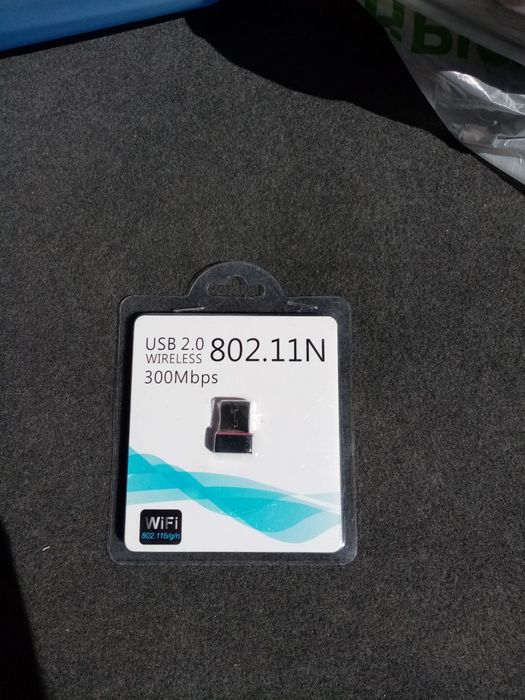 USB 2.0
WIRELESS
802.11N
300Mbps
WiFi
802.11b/g/n